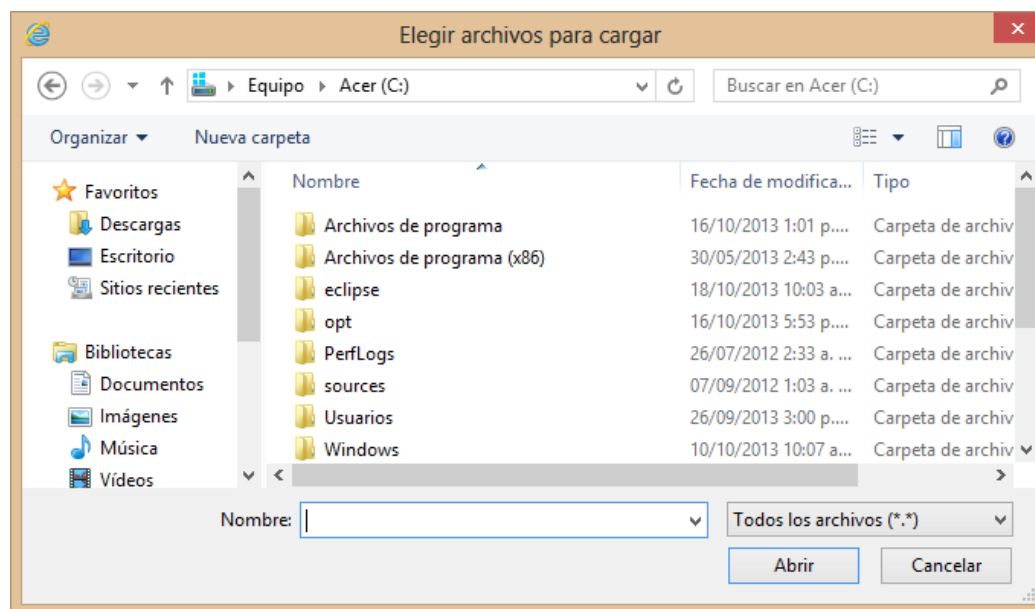 Elegir archivos para cargar
Equipo Acer (C:) Buscar en Acer (C:)
Organizar Nueva carpeta
Nombre Fecha de modifica... Tipo
Favoritos
Descargas
Escritorio
Sitios recientes
Bibliotecas
Documentos
Imágenes
Música
Vídeos
Archivos de programa 16/10/2013 1:01 p.... Carpeta de archiv
Archivos de programa (x86) 30/05/2013 2:43 p.... Carpeta de archiv
eclipse 18/10/2013 10:03 a... Carpeta de archiv
opt 16/10/2013 5:53 p.... Carpeta de archiv
PerfLogs 26/07/2012 2:33 a. ... Carpeta de archiv
sources 07/09/2012 1:03 a. ... Carpeta de archiv
Usuarios 26/09/2013 3:00 p.... Carpeta de archiv
Windows 10/10/2013 10:07 a... Carpeta de archiv
Nombre: Todos los archivos (*.*)
Abrir Cancelar